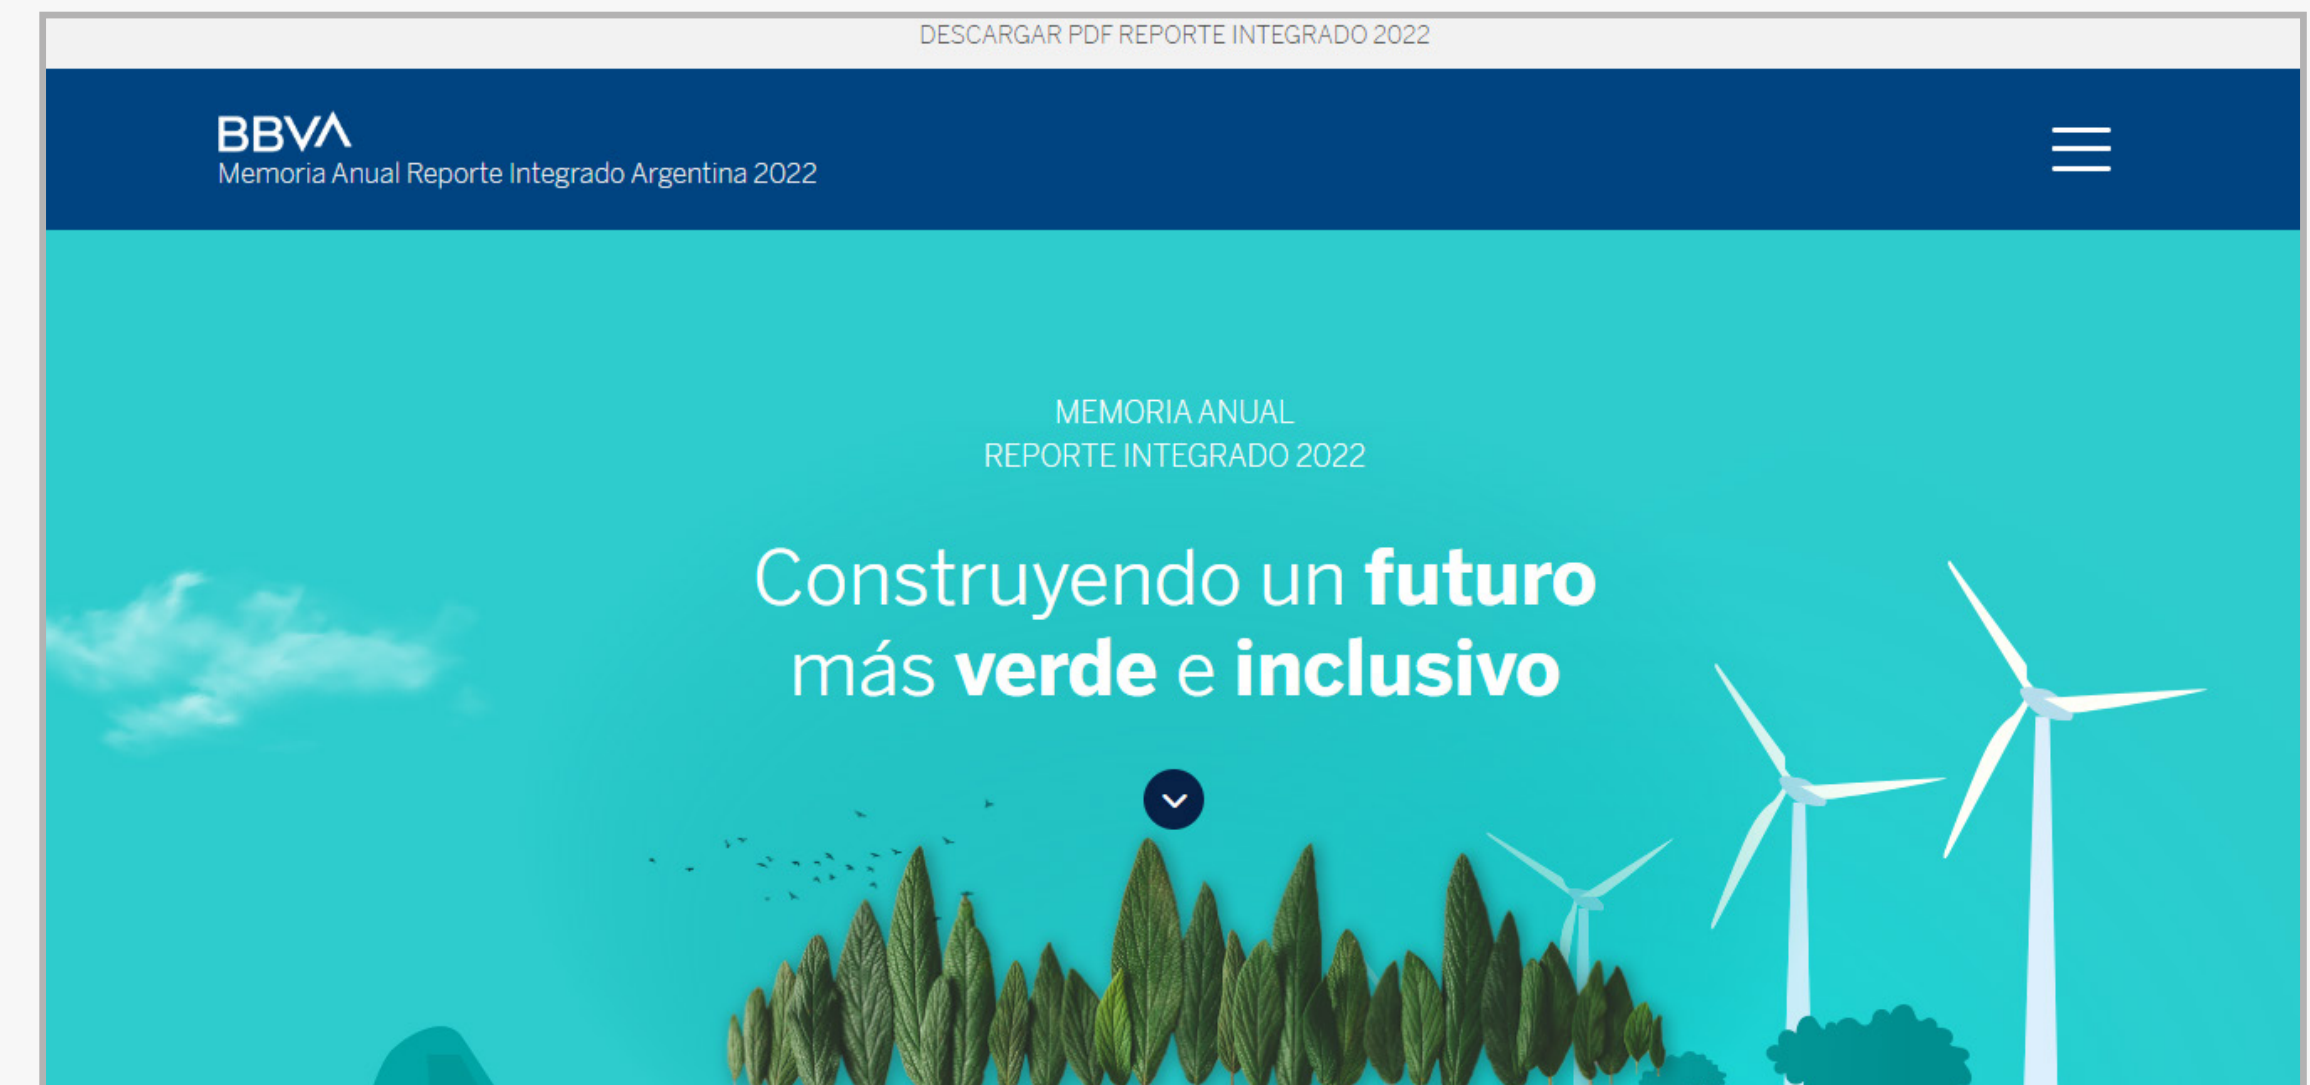 DESCARGAR PDF REPORTE INTEGRADO 2022
BBVA
Memoria Anual Reporte Integrado Argentina 2022
MEMORIA ANUAL
REPORTE INTEGRADO 2022
Construyendo un futuro
más verde e inclusivo